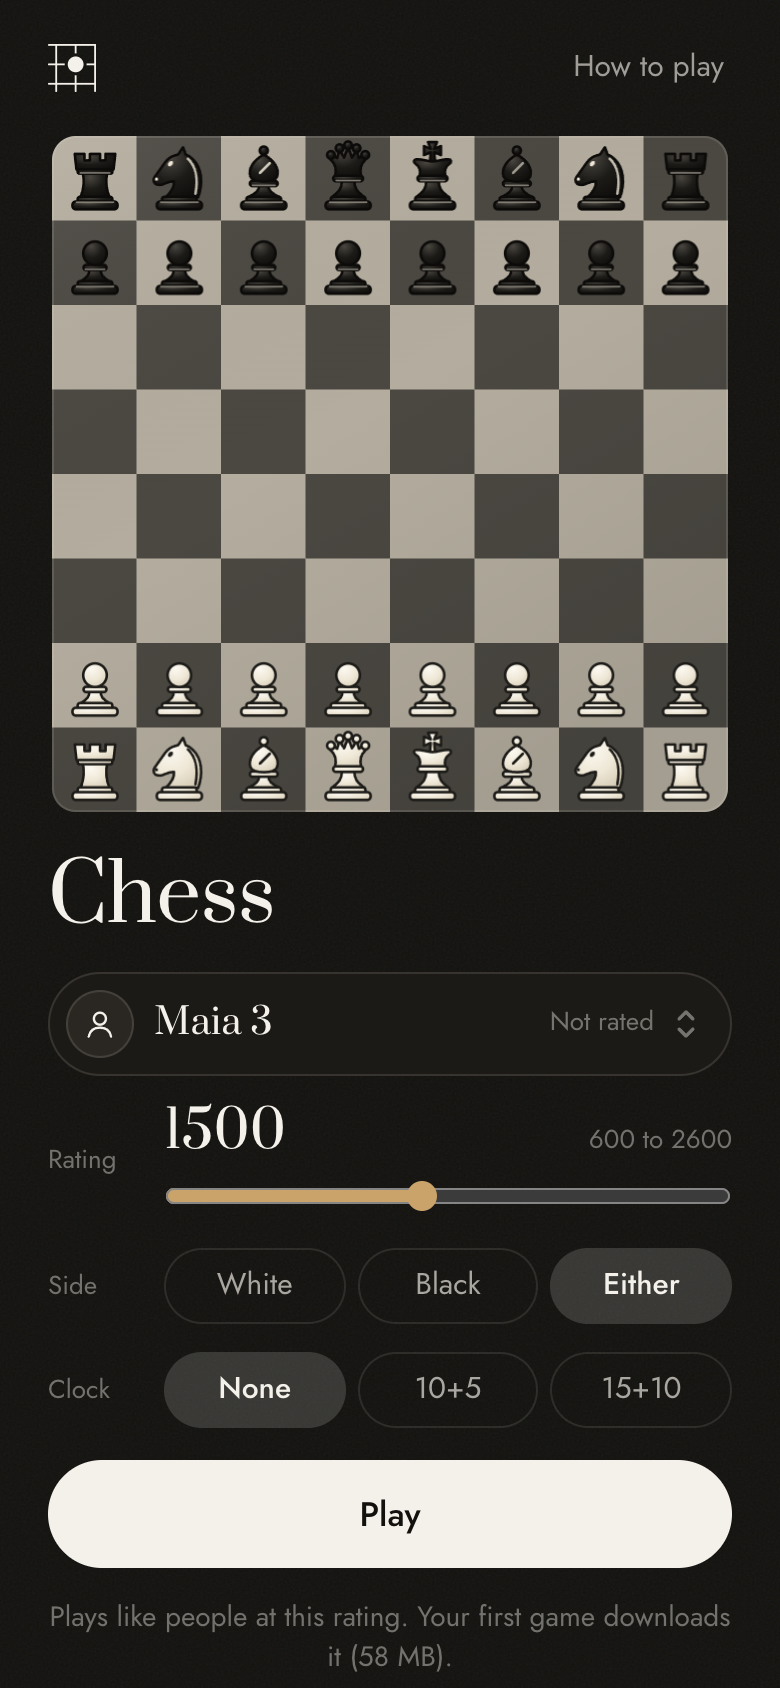 How to play
Chess
Maia 3
Not rated
1500
600 to 2600
Rating
Side
White
Black
Either
Clock
None
10+5
15+10
Play
Plays like people at this rating. Your first game downloads
it (58 MB).